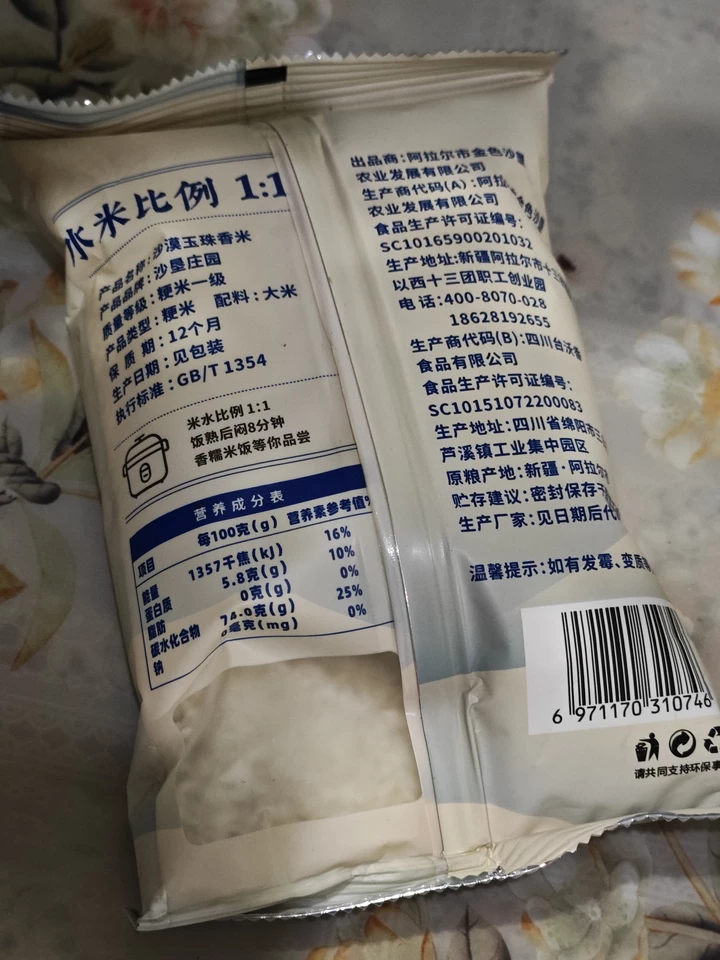 水米比例 1:1
产品名称:沙漠玉珠香米
产品品牌:沙垦庄园
质量等级:粳米一级
产品类型:粳米 配料:大米
保 质 期:12个月
生产日期:见包装
执行标准:GB/T 1354
米水比例 1:1
饭熟后闷8分钟
香糯米饭等你品尝
营养成分表
项目 每100克(g) 营养素参考值%
能量 1357千焦(kJ) 16%
蛋白质 5.8克(g) 10%
脂肪 0克(g) 0%
碳水化合物 74.9克(g) 25%
钠 0毫克(mg) 0%
出品商:阿拉尔市金色沙垦
农业发展有限公司
生产商代码(A):阿拉 色沙垦
农业发展有限公司
食品生产许可证编号:
SC10165900201032
生产地址:新疆阿拉尔市十三
以西十三团职工创业园
电话:400-8070-028
18628192655
生产商代码(B):四川台沃香
食品有限公司
食品生产许可证编号:
SC10151072200083
生产地址:四川省绵阳市三
芦溪镇工业集中园区
原粮产地:新疆·阿拉尔
贮存建议:密封保存于
生产厂家:见日期后代
温馨提示:如有发霉、变质等
6 971170 310746
请共同支持环保事